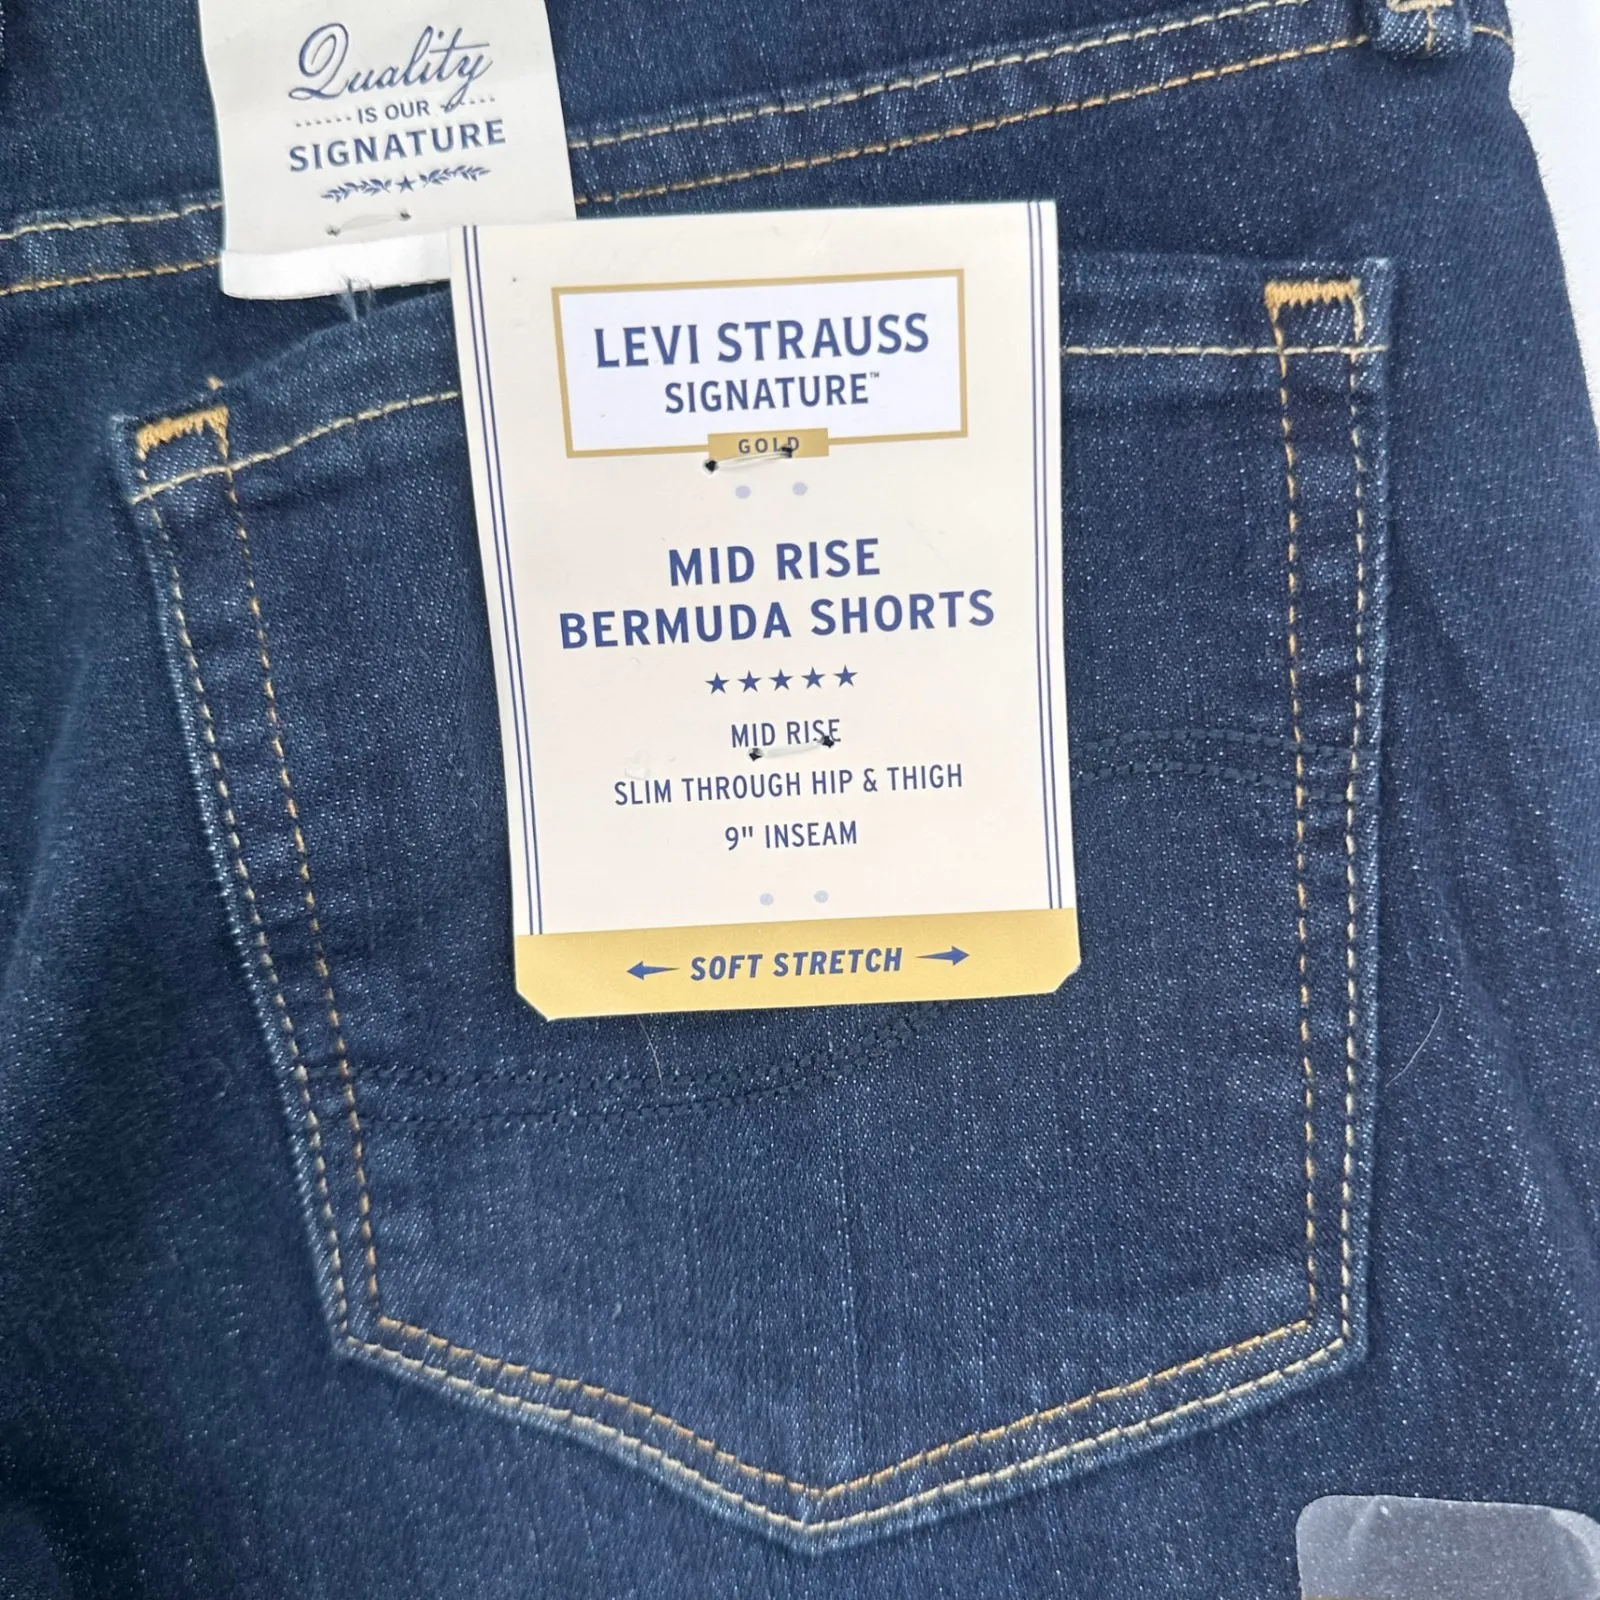 Quality
IS OUR
SIGNATURE
LEVI STRAUSS
SIGNATURE™
GOLD
MID RISE
BERMUDA SHORTS
MID RISE
SLIM THROUGH HIP & THIGH
9" INSEAM
SOFT STRETCH